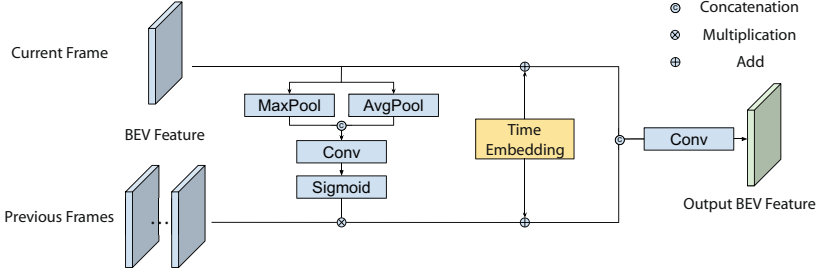 Concatenation
Multiplication
Add
Current Frame
BEV Feature
MaxPool
AvgPool
C
Conv
Sigmoid
Time
Embedding
C
Conv
Previous Frames
...
Output BEV Feature